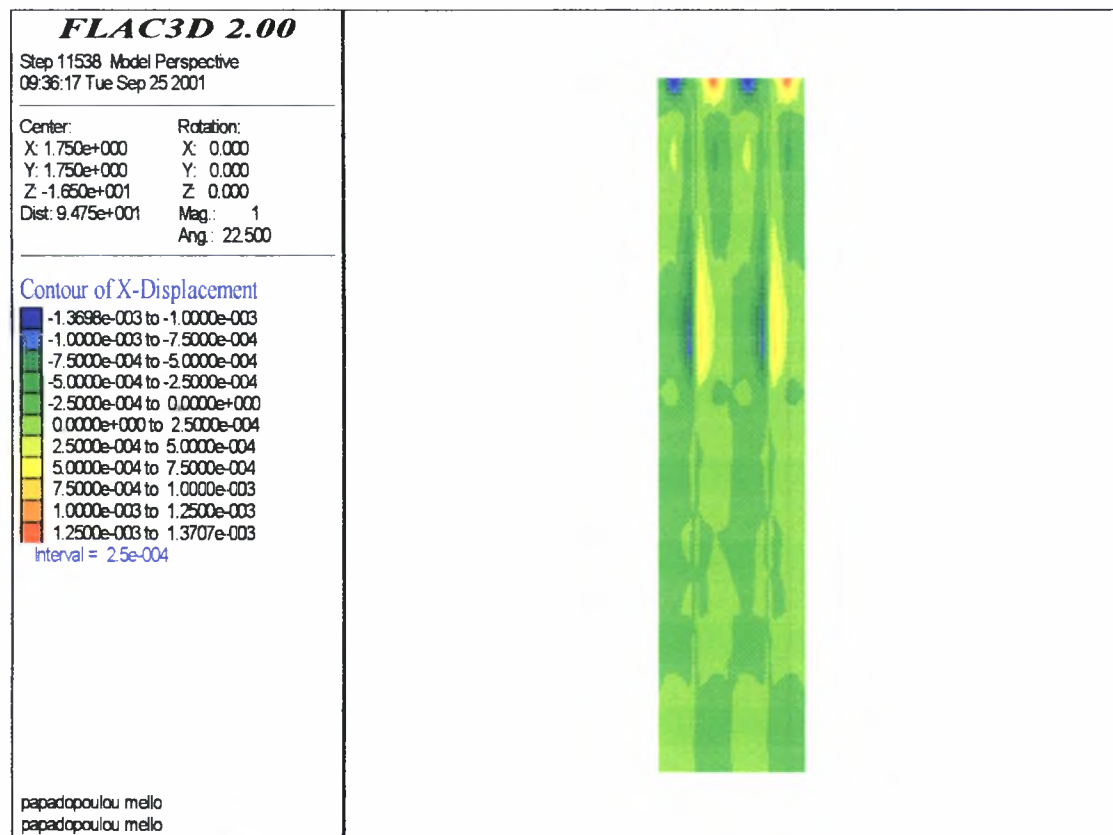 FLAC3D 2.00
Step 11538 Model Perspective
09:36:17 Tue Sep 25 2001
Center: Rotation:
X: 1.750e+000 X: 0.000
Y: 1.750e+000 Y: 0.000
Z: -1.650e+001 Z: 0.000
Dist: 9.475e+001 Mag.: 1
Ang.: 22.500
Contour of X-Displacement
-1.3698e-003 to -1.0000e-003
-1.0000e-003 to -7.5000e-004
-7.5000e-004 to -5.0000e-004
-5.0000e-004 to -2.5000e-004
-2.5000e-004 to 0.0000e+000
0.0000e+000 to 2.5000e-004
2.5000e-004 to 5.0000e-004
5.0000e-004 to 7.5000e-004
7.5000e-004 to 1.0000e-003
1.0000e-003 to 1.2500e-003
1.2500e-003 to 1.3707e-003
Interval = 2.5e-004
papadopoulou mello
papadopoulou mello